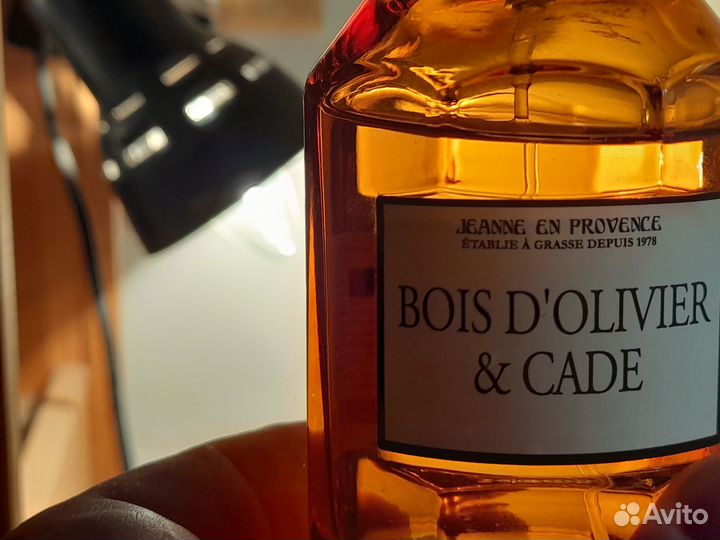 JEANNE EN PROVENCE
ÉTABLIE À GRASSE DEPUIS 1978
BOIS D'OLIVIER
& CADE
Avito